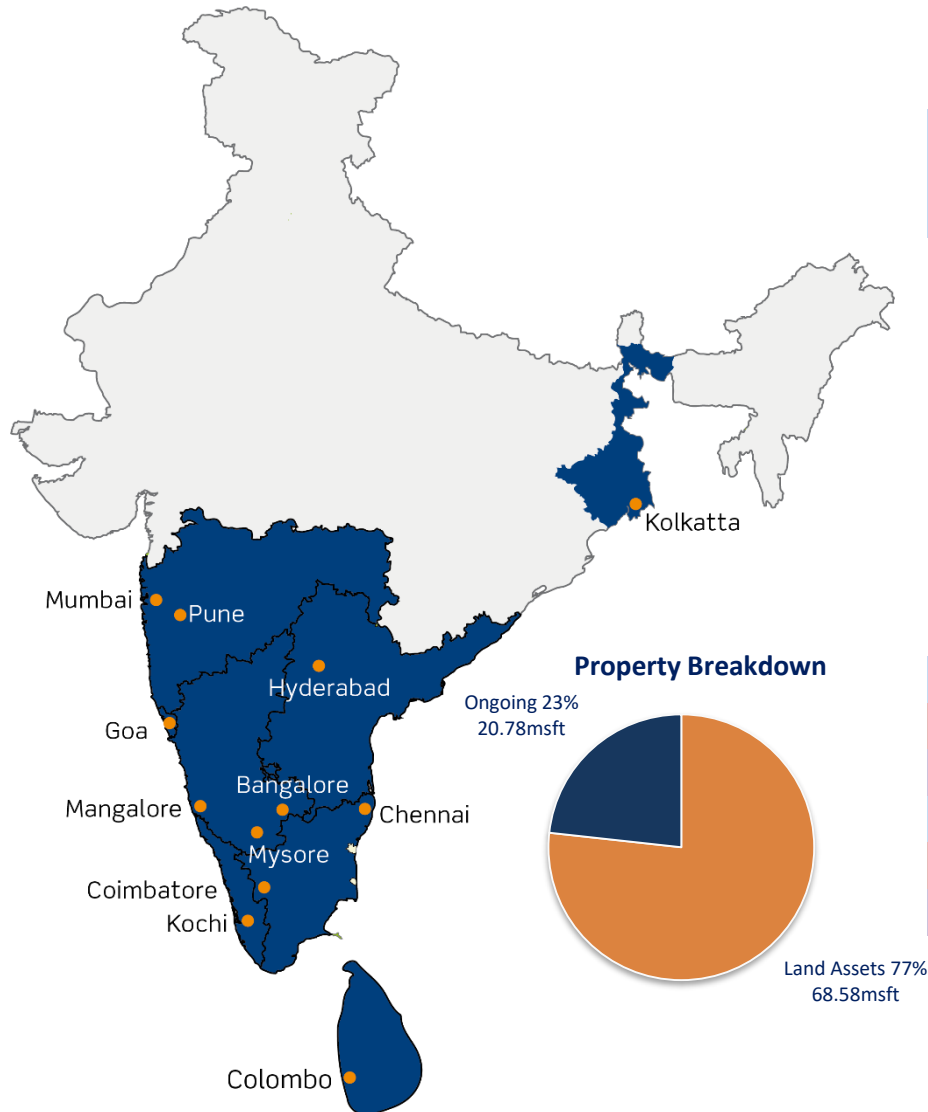 Kolkatta
Mumbai
Pune
Hyderabad
Goa
Bangalore
Mangalore
Chennai
Mysore
Coimbatore
Kochi
Colombo
Property Breakdown
Ongoing 23%
20.78msft
Land Assets 77%
68.58msft